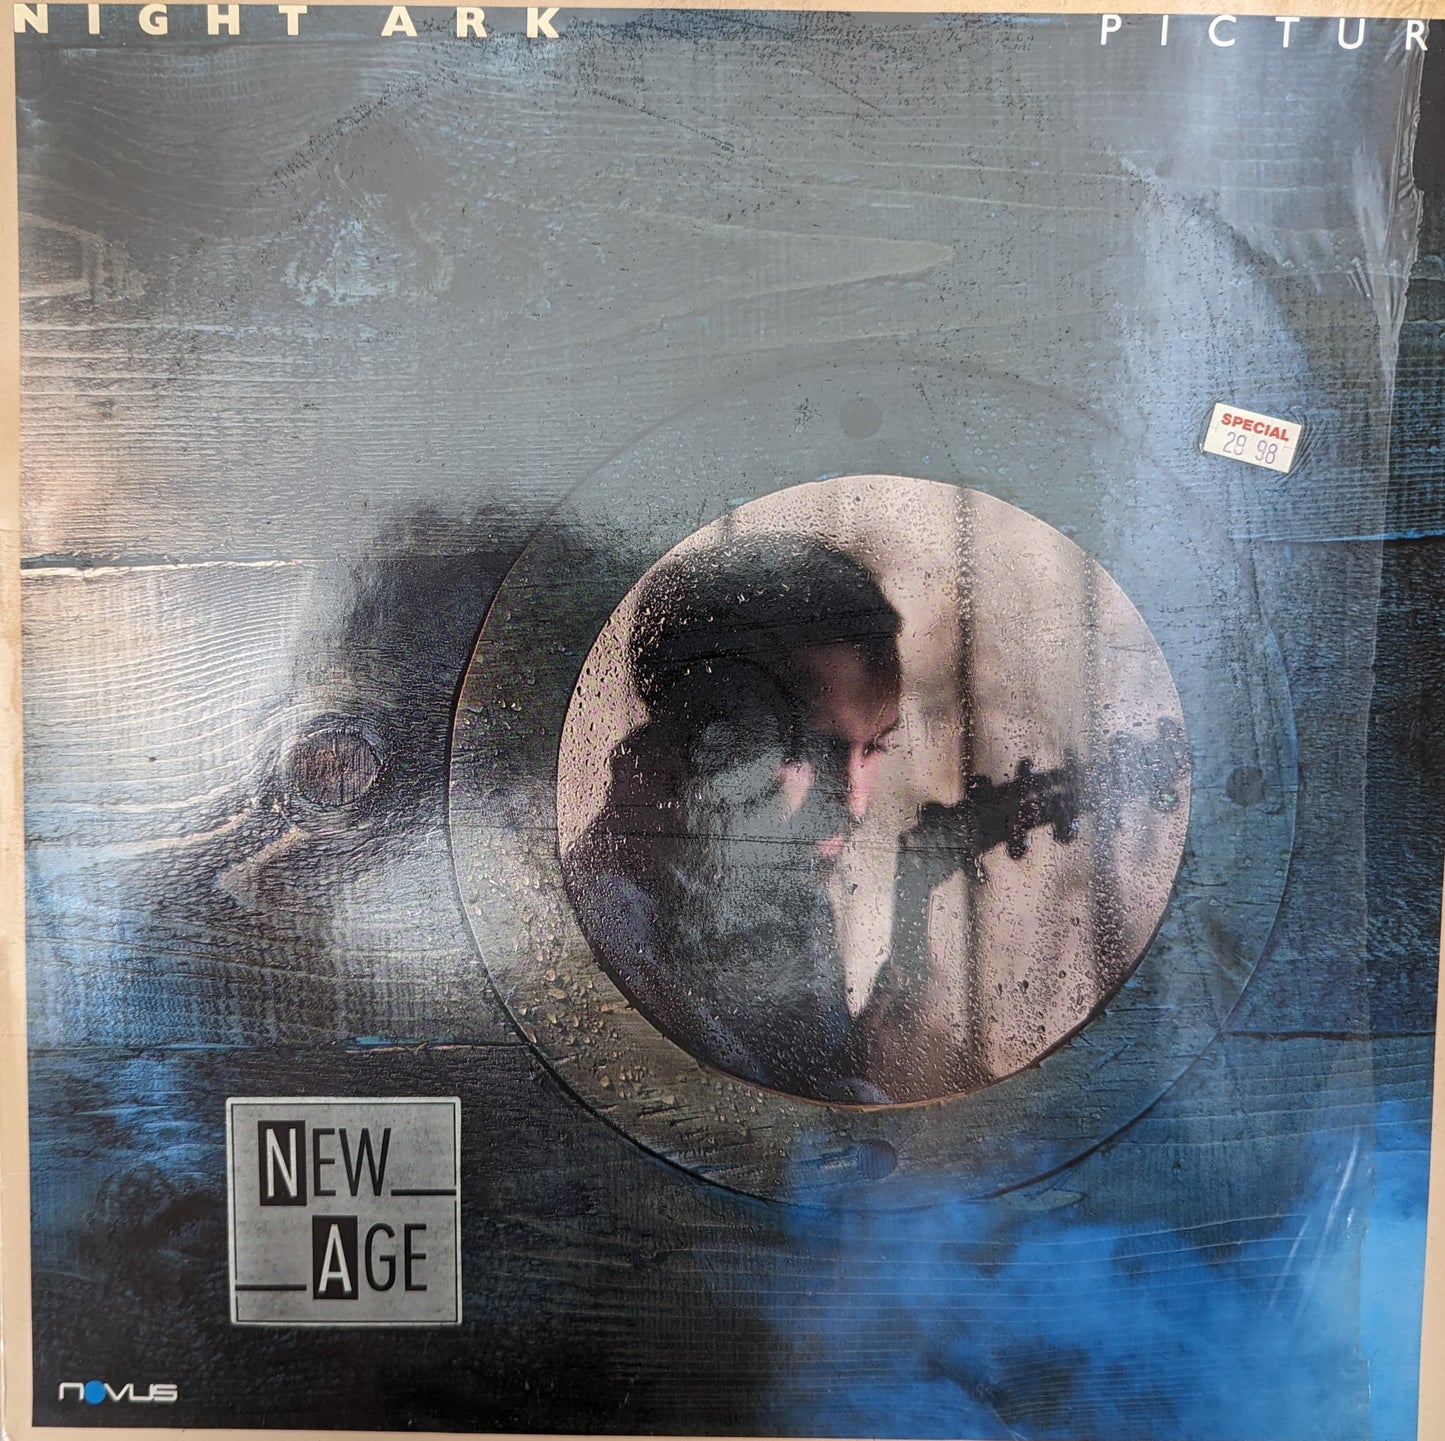 NIGHT ARK PICTUR
SPECIAL
29 98
NEW
AGE
novus